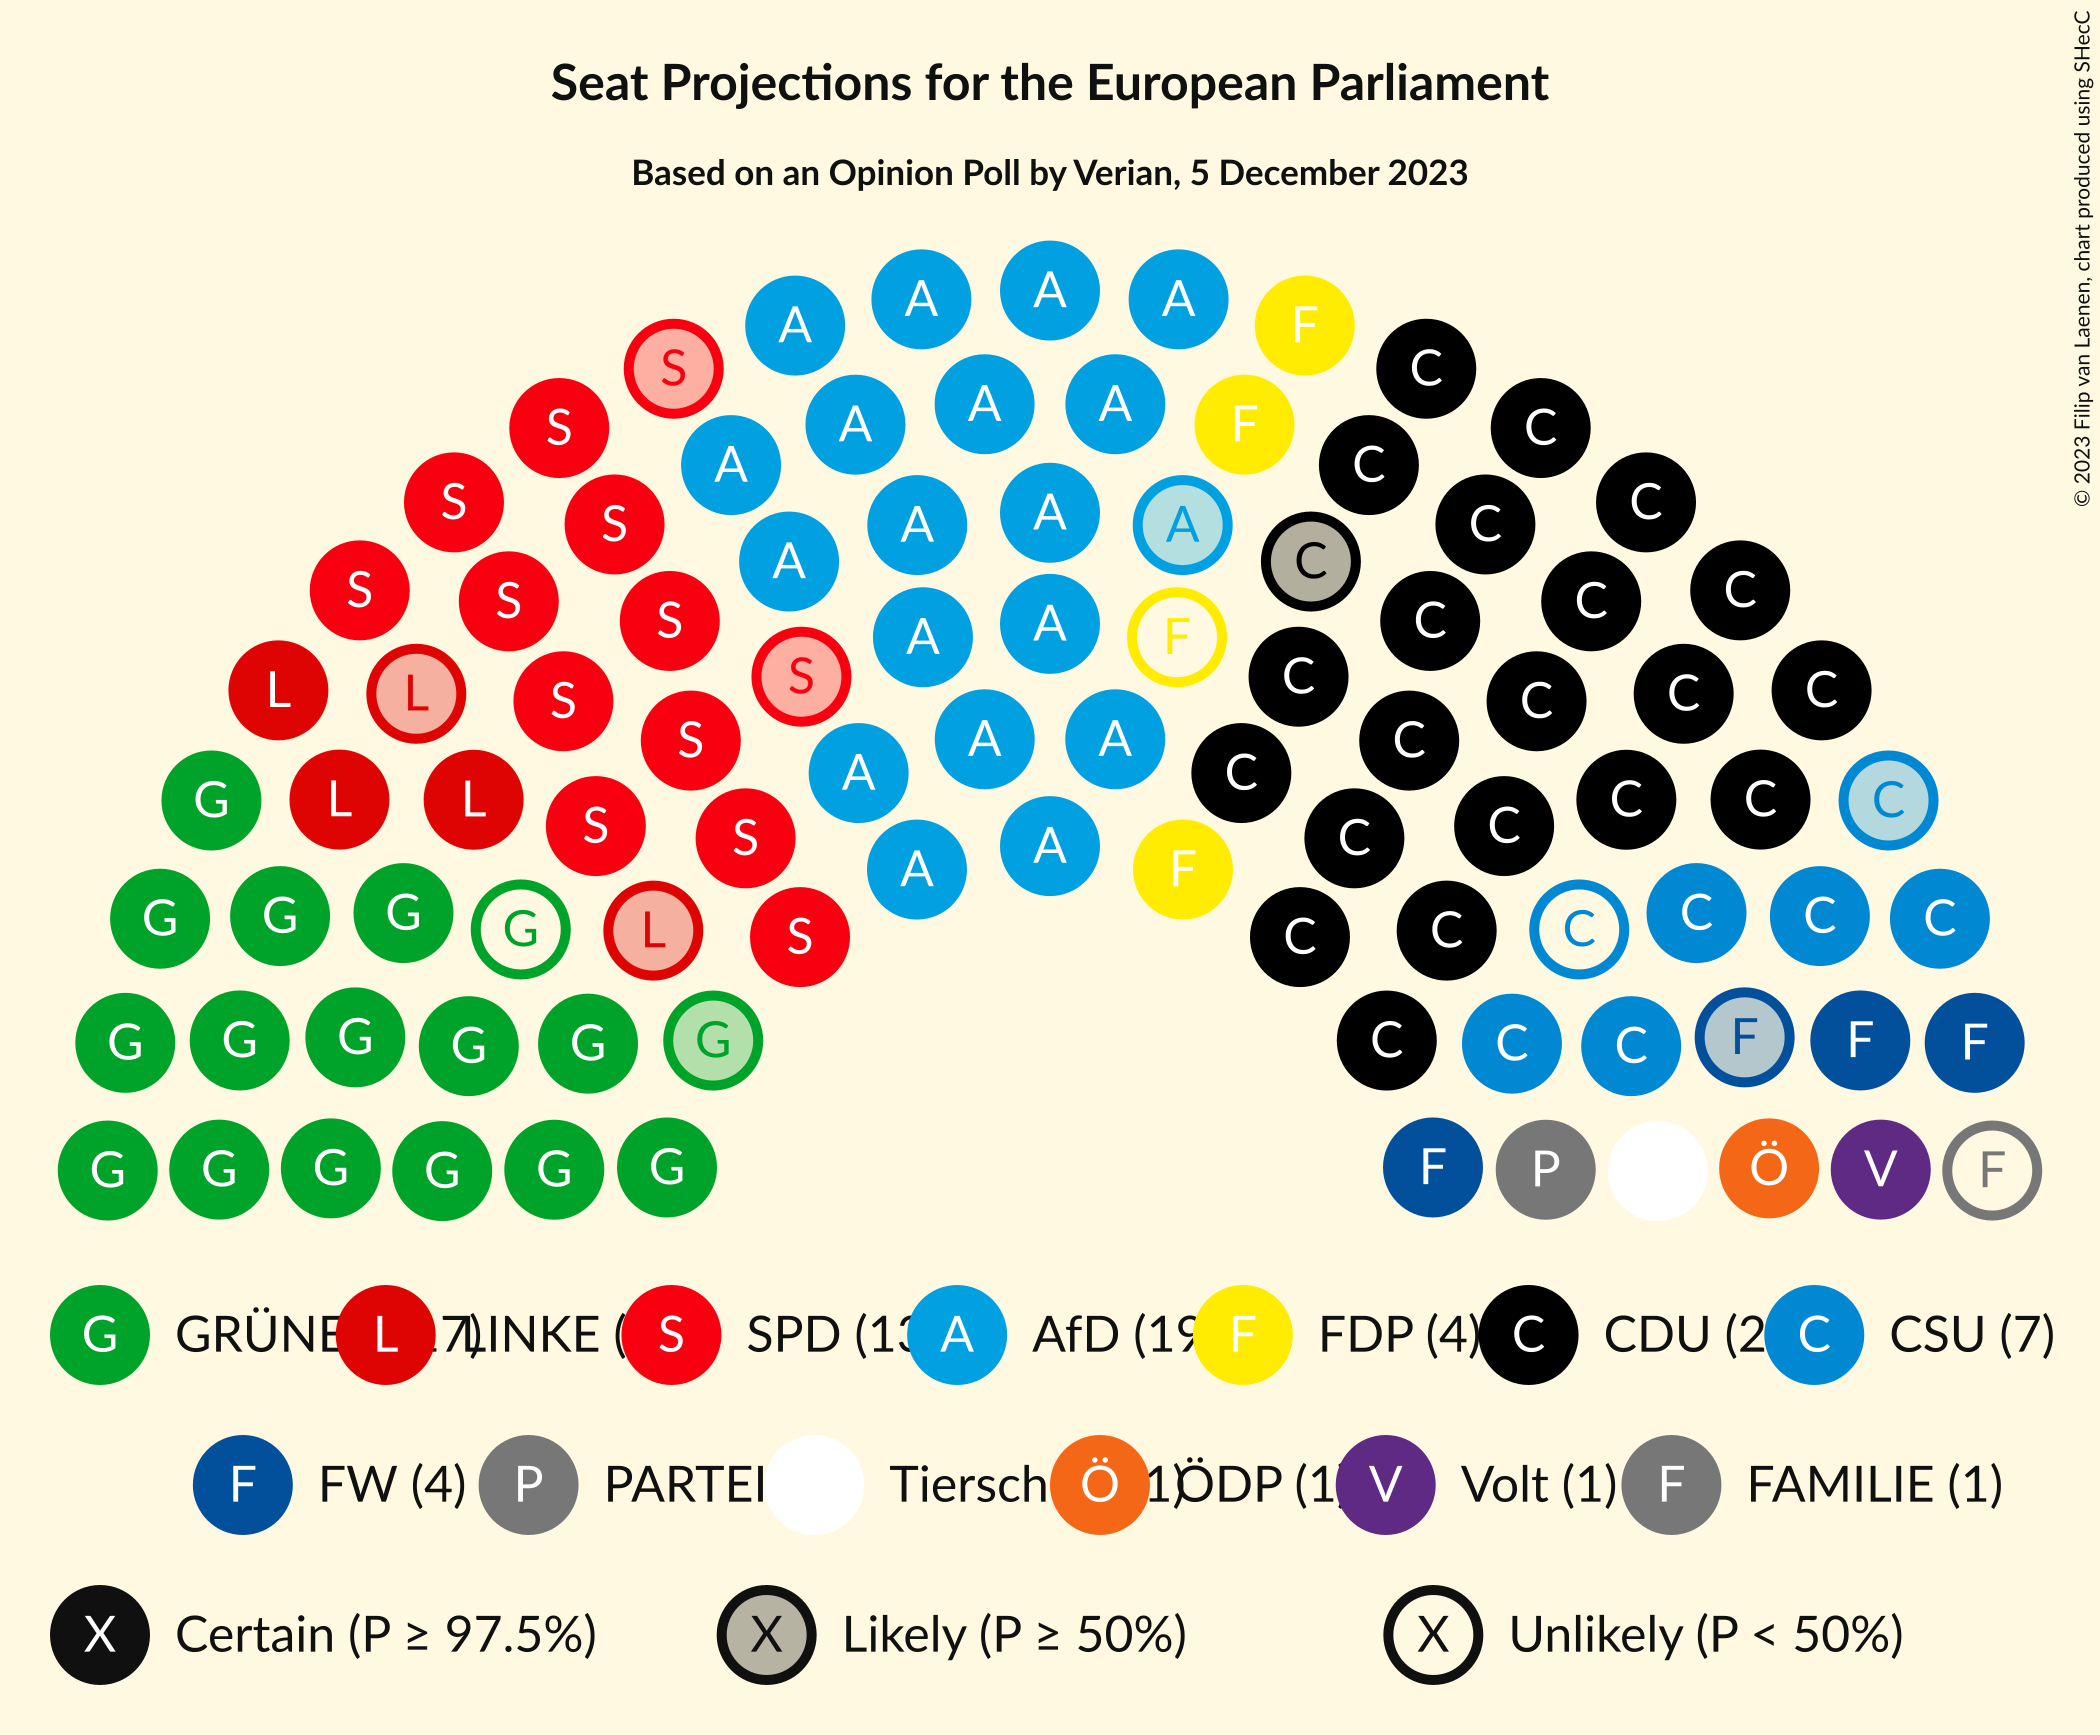 Seat Projections for the European Parliament
Based on an Opinion Poll by Verian, 5 December 2023
© 2023 Filip van Laenen, chart produced using SHecC
A A A A A F
S A A A A F C
S S A A A A C C C
S S S A A A F C C C C
S S S S A A A C C C C C
L L S S A A F C C C C C
G L L S S C C C C C
G G G G L S C C C C C C
G G G G G G C C C F F F
G G G G G G F P Ö V F
G GRÜNE 7) L LINKE ( S SPD (13 A AfD (19 F FDP (4) C CDU (2 C CSU (7)
F FW (4) P PARTEI Tiersch Ö 1) ÖDP (1) V Volt (1) F FAMILIE (1)
X Certain (P ≥ 97.5%) X Likely (P ≥ 50%) X Unlikely (P < 50%)